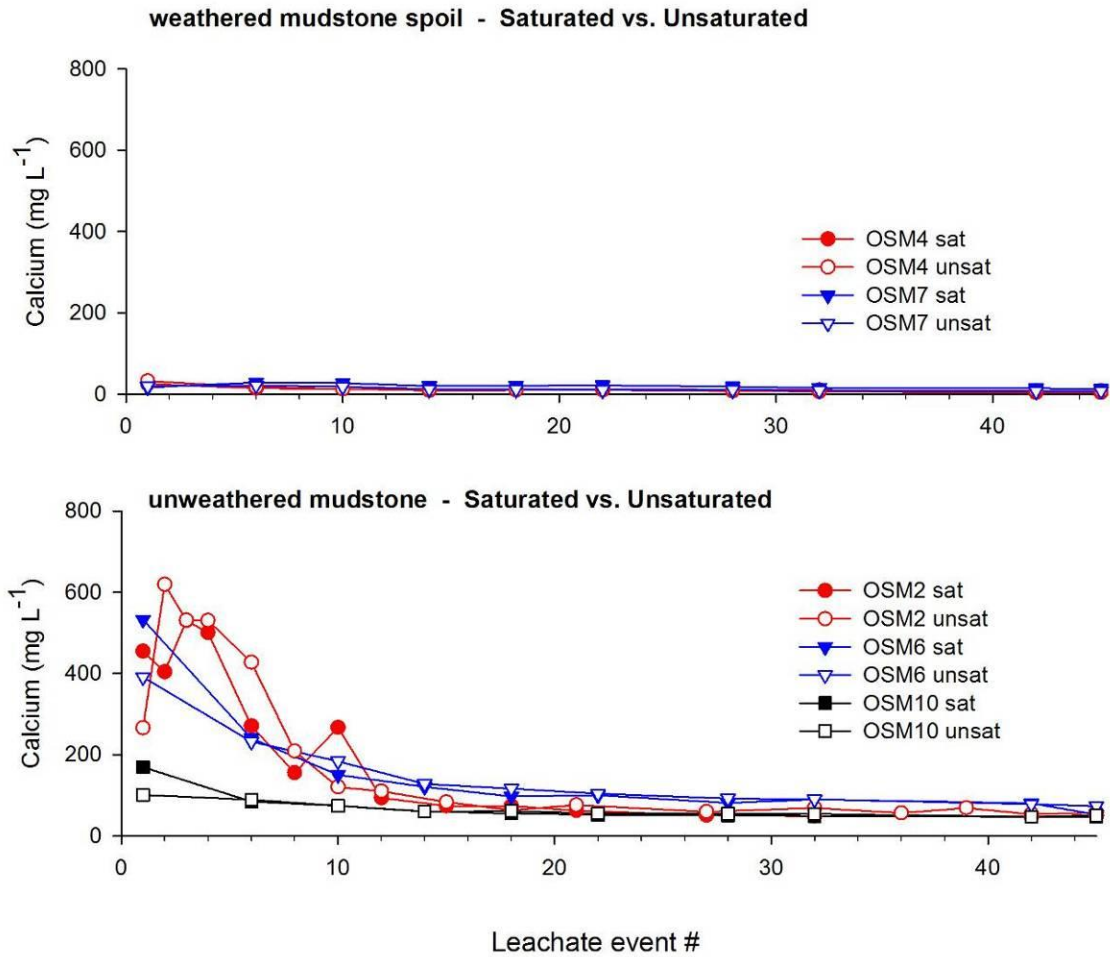 weathered mudstone spoil - Saturated vs. Unsaturated
800
600
400
200
0
Calcium (mg L⁻¹)
OSM4 sat
OSM4 unsat
OSM7 sat
OSM7 unsat
0 10 20 30 40
unweathered mudstone - Saturated vs. Unsaturated
800
600
400
200
0
Calcium (mg L⁻¹)
OSM2 sat
OSM2 unsat
OSM6 sat
OSM6 unsat
OSM10 sat
OSM10 unsat
0 10 20 30 40
Leachate event #